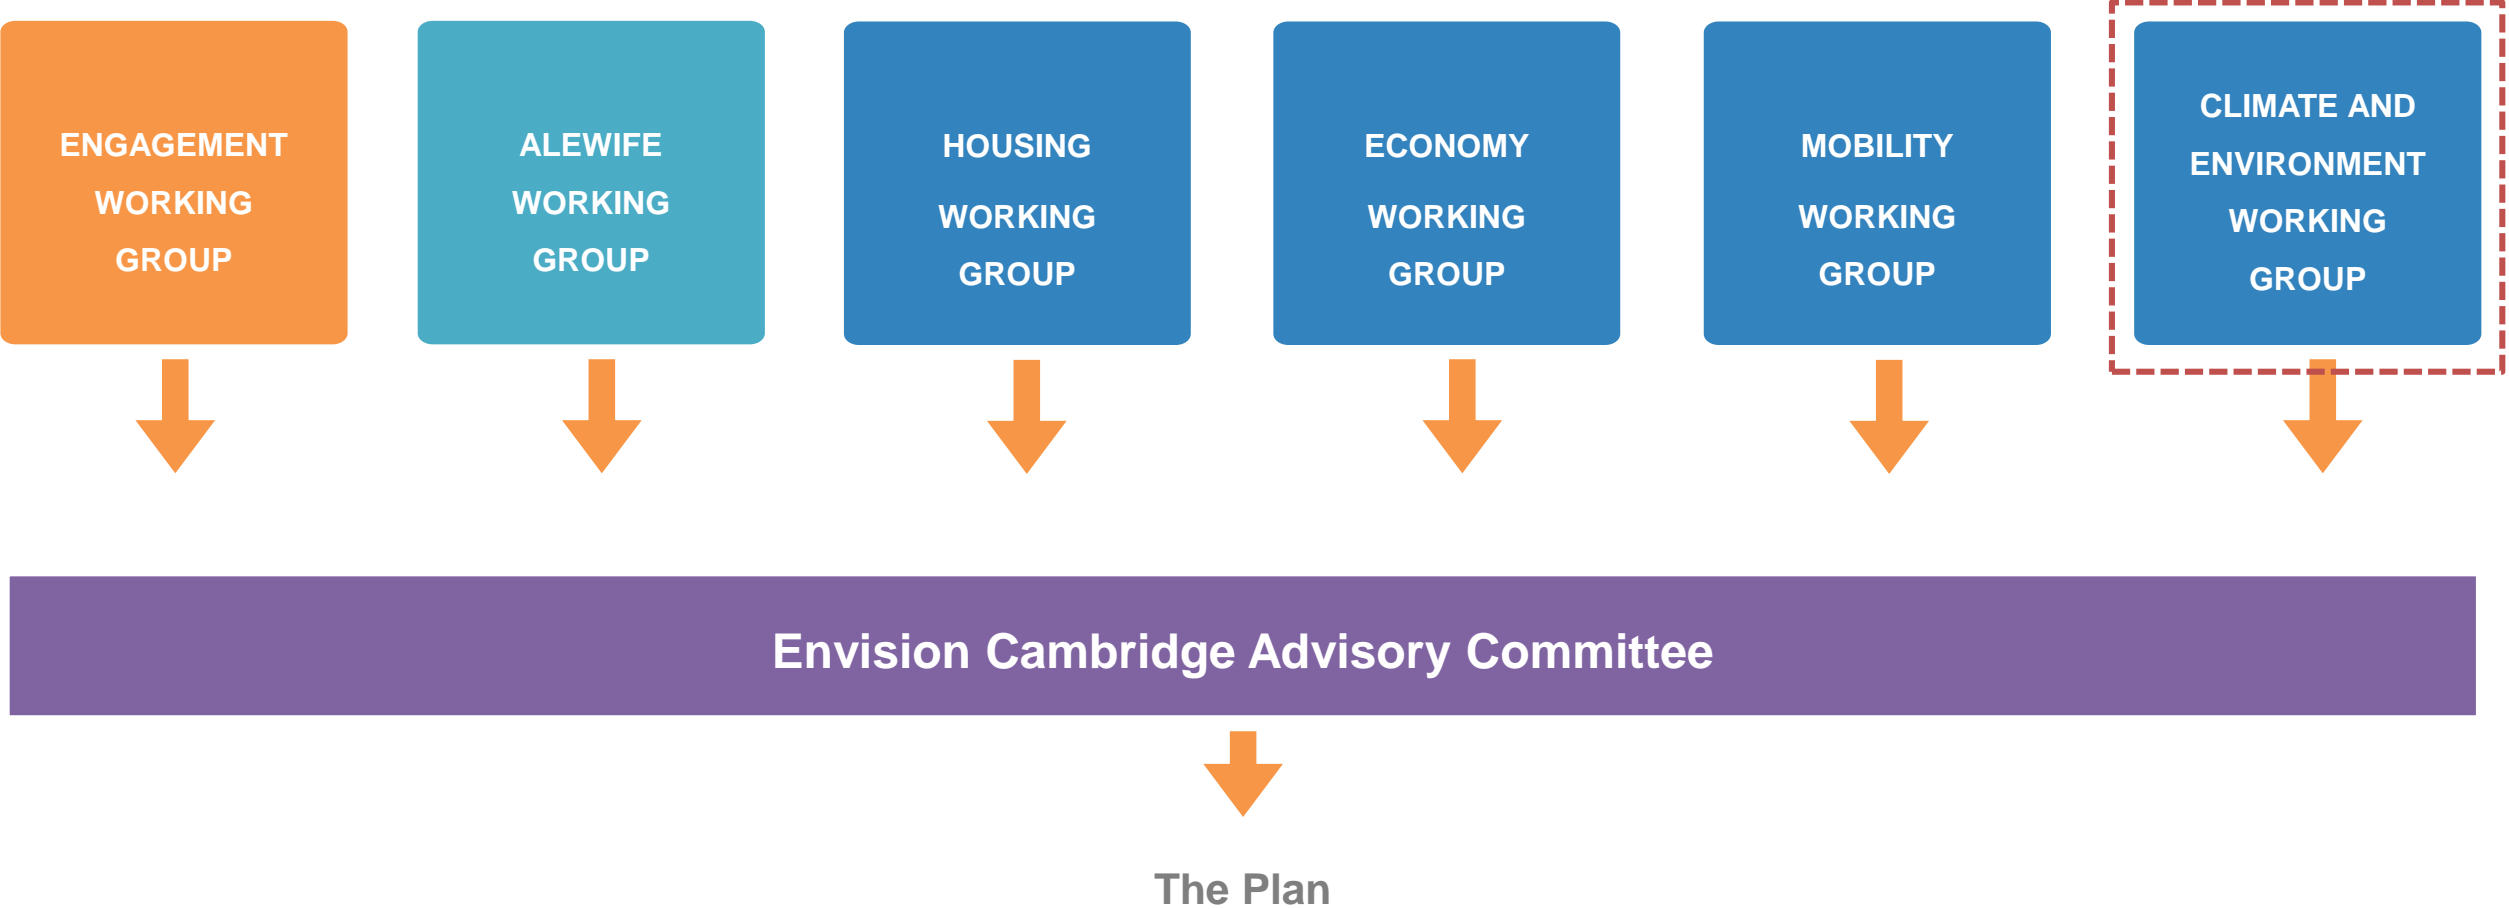 ENGAGEMENT
WORKING
GROUP
ALEWIFE
WORKING
GROUP
HOUSING
WORKING
GROUP
ECONOMY
WORKING
GROUP
MOBILITY
WORKING
GROUP
CLIMATE AND
ENVIRONMENT
WORKING
GROUP
Envision Cambridge Advisory Committee
The Plan